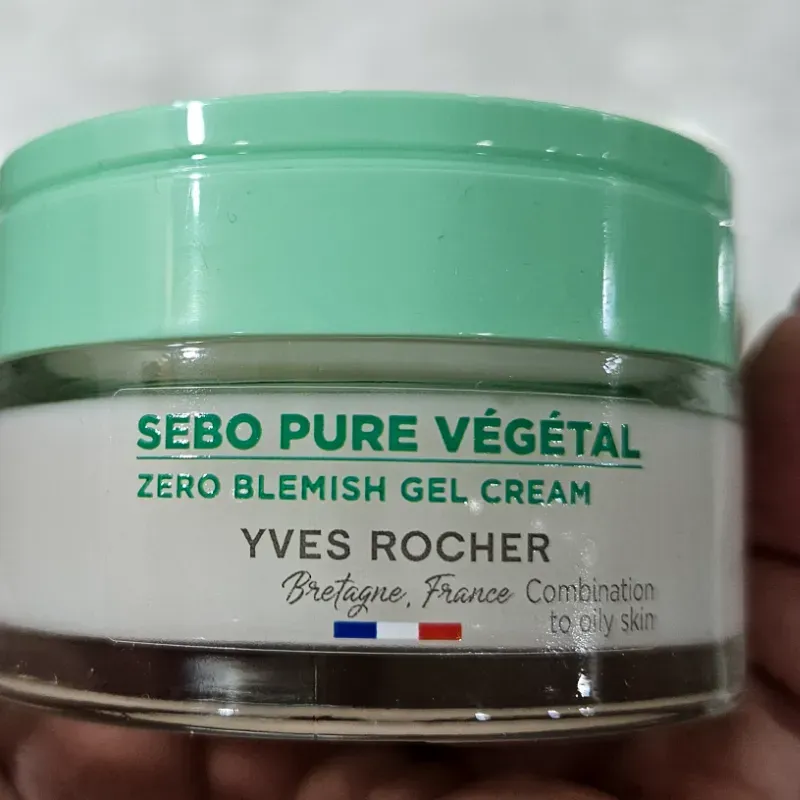 SEBO PURE VÉGÉTAL
ZERO BLEMISH GEL CREAM
YVES ROCHER
Bretagne, France
Combination
to oily skin